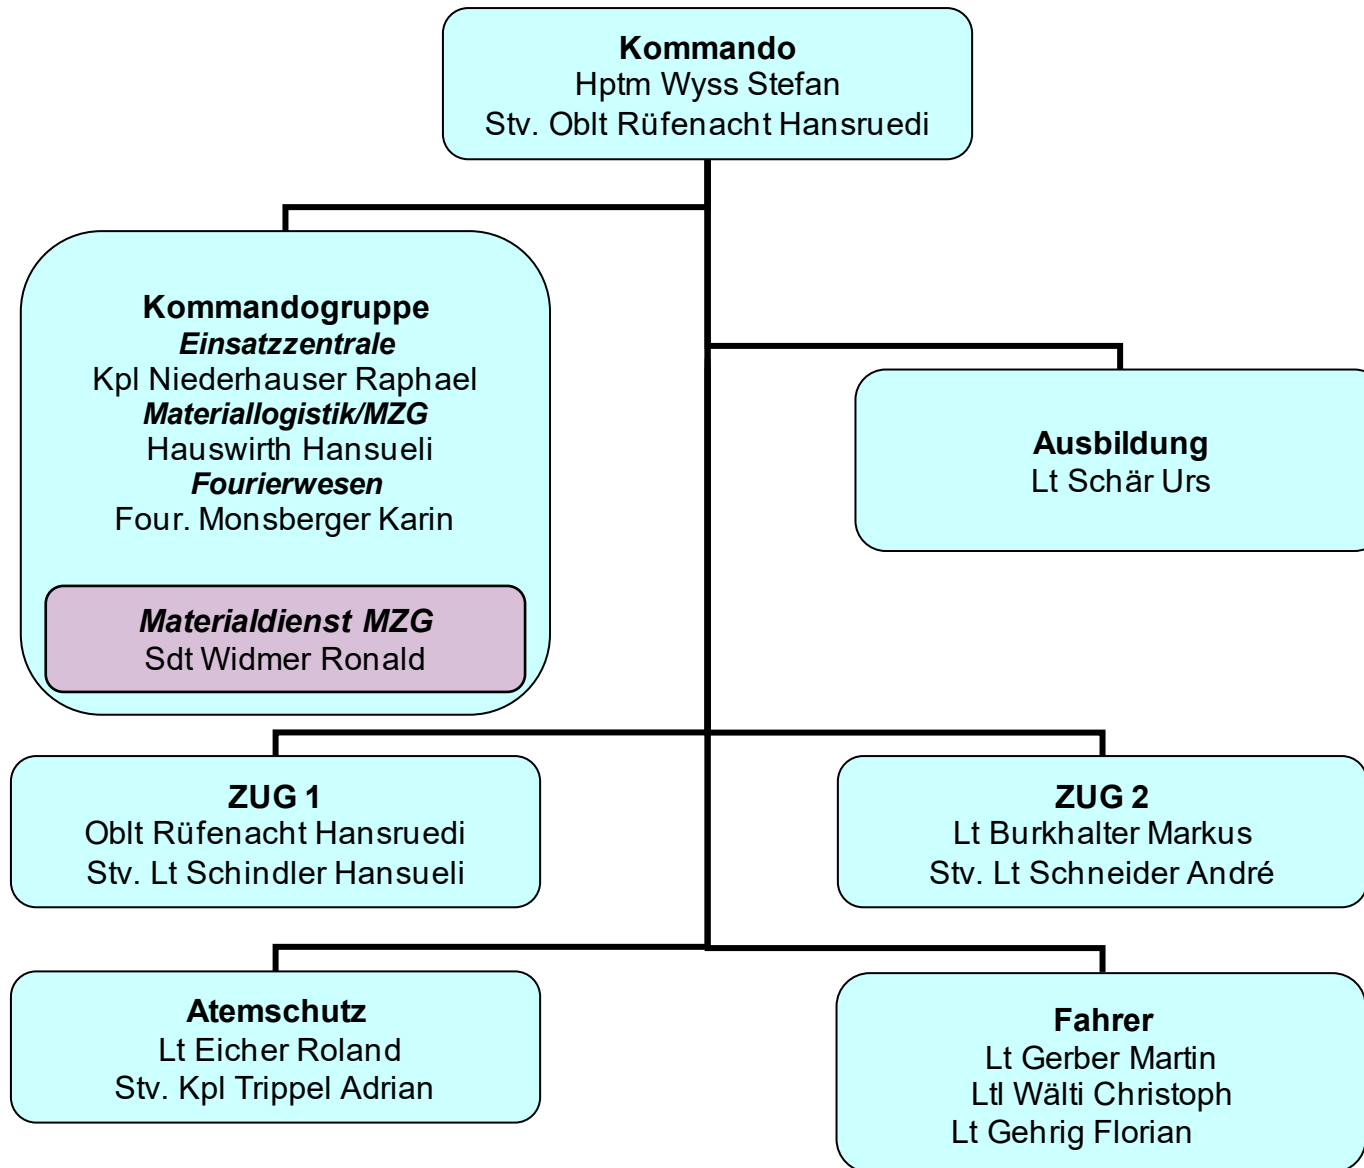 Kommando
Hptm Wyss Stefan
Stv. Oblt Rüfenacht Hansruedi
Kommandogruppe
Einsatzzentrale
Kpl Niederhauser Raphael
Materiallogistik/MZG
Hauswirth Hansueli
Fourierwesen
Four. Monsberger Karin
Materialdienst MZG
Sdt Widmer Ronald
Ausbildung
Lt Schär Urs
ZUG 1
Oblt Rüfenacht Hansruedi
Stv. Lt Schindler Hansueli
ZUG 2
Lt Burkhalter Markus
Stv. Lt Schneider André
Atemschutz
Lt Eicher Roland
Stv. Kpl Trippel Adrian
Fahrer
Lt Gerber Martin
Ltl Wälti Christoph
Lt Gehrig Florian